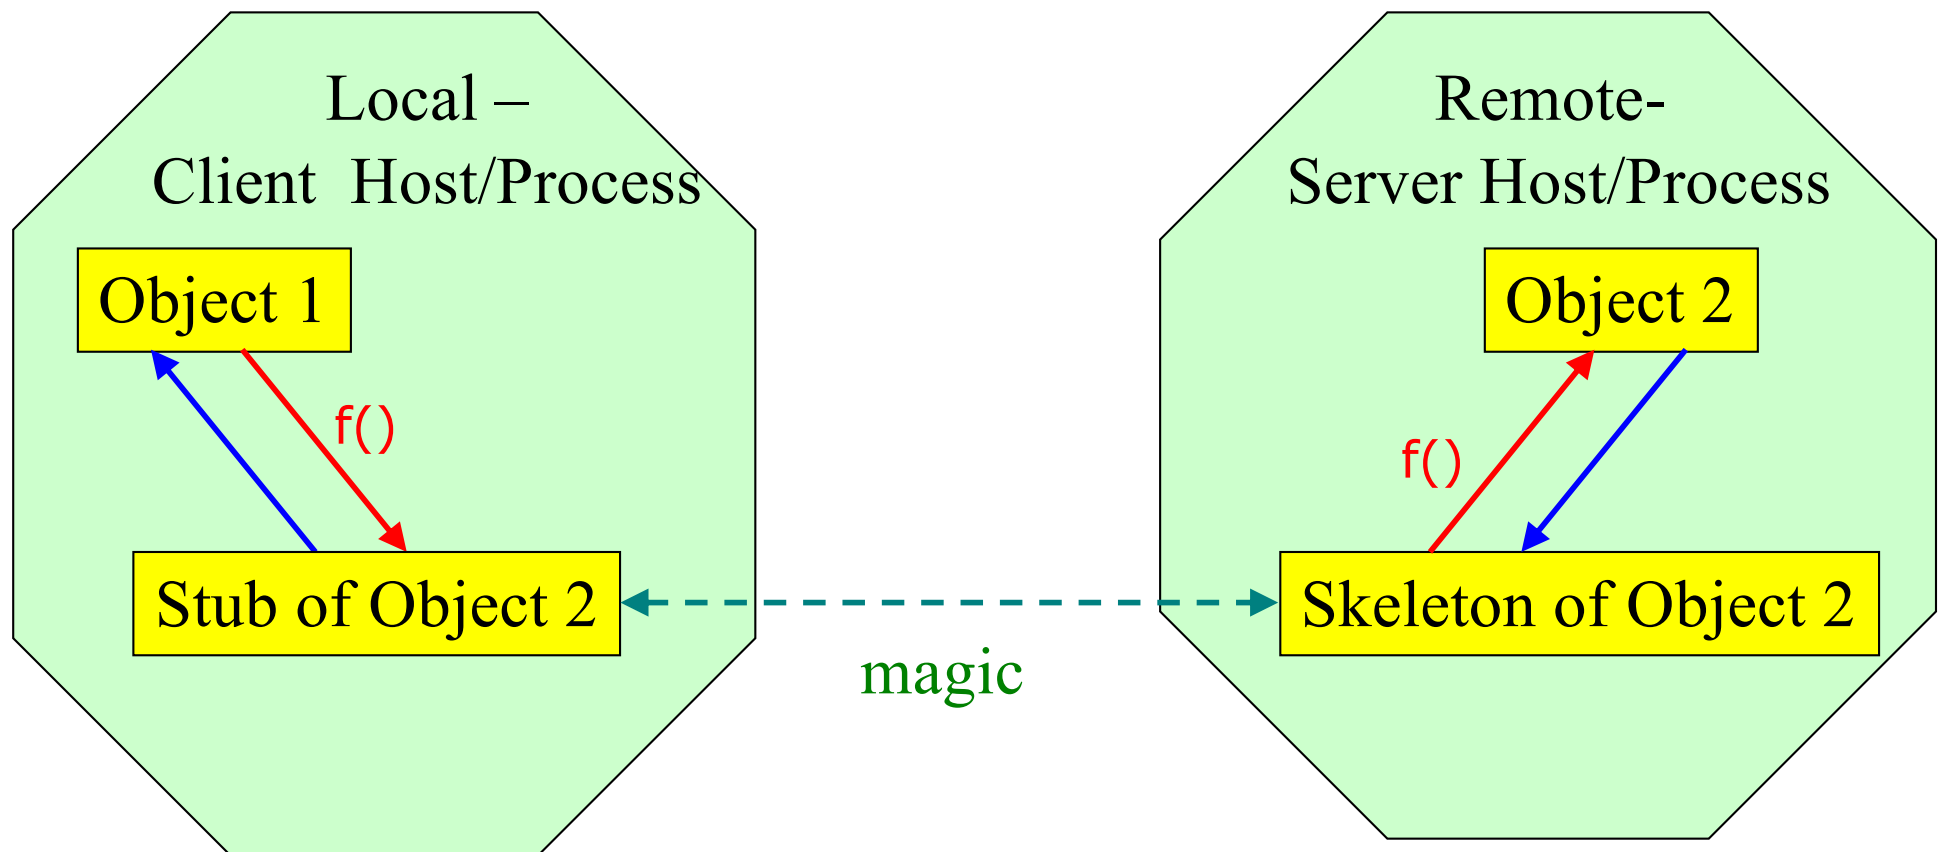 Local –
Client  Host/Process
Object 1
f()
Stub of Object 2
magic
Remote-
Server Host/Process
Object 2
f()
Skeleton of Object 2